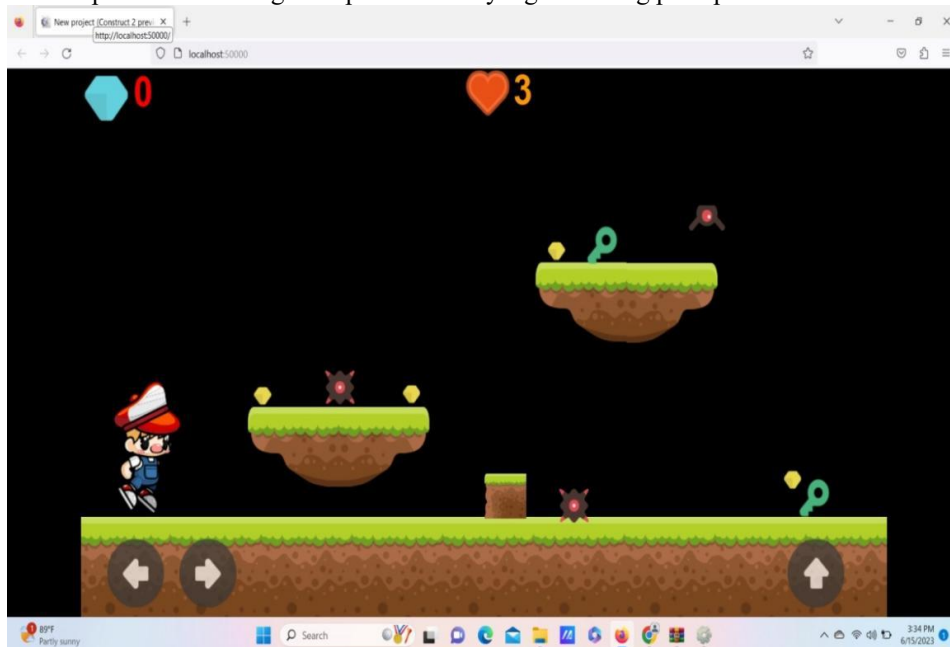 New project (Construct 2 prev
http://localhost:50000/
localhost:50000
0
3
1
89°F
Partly sunny
Search
3:34 PM
6/15/2023